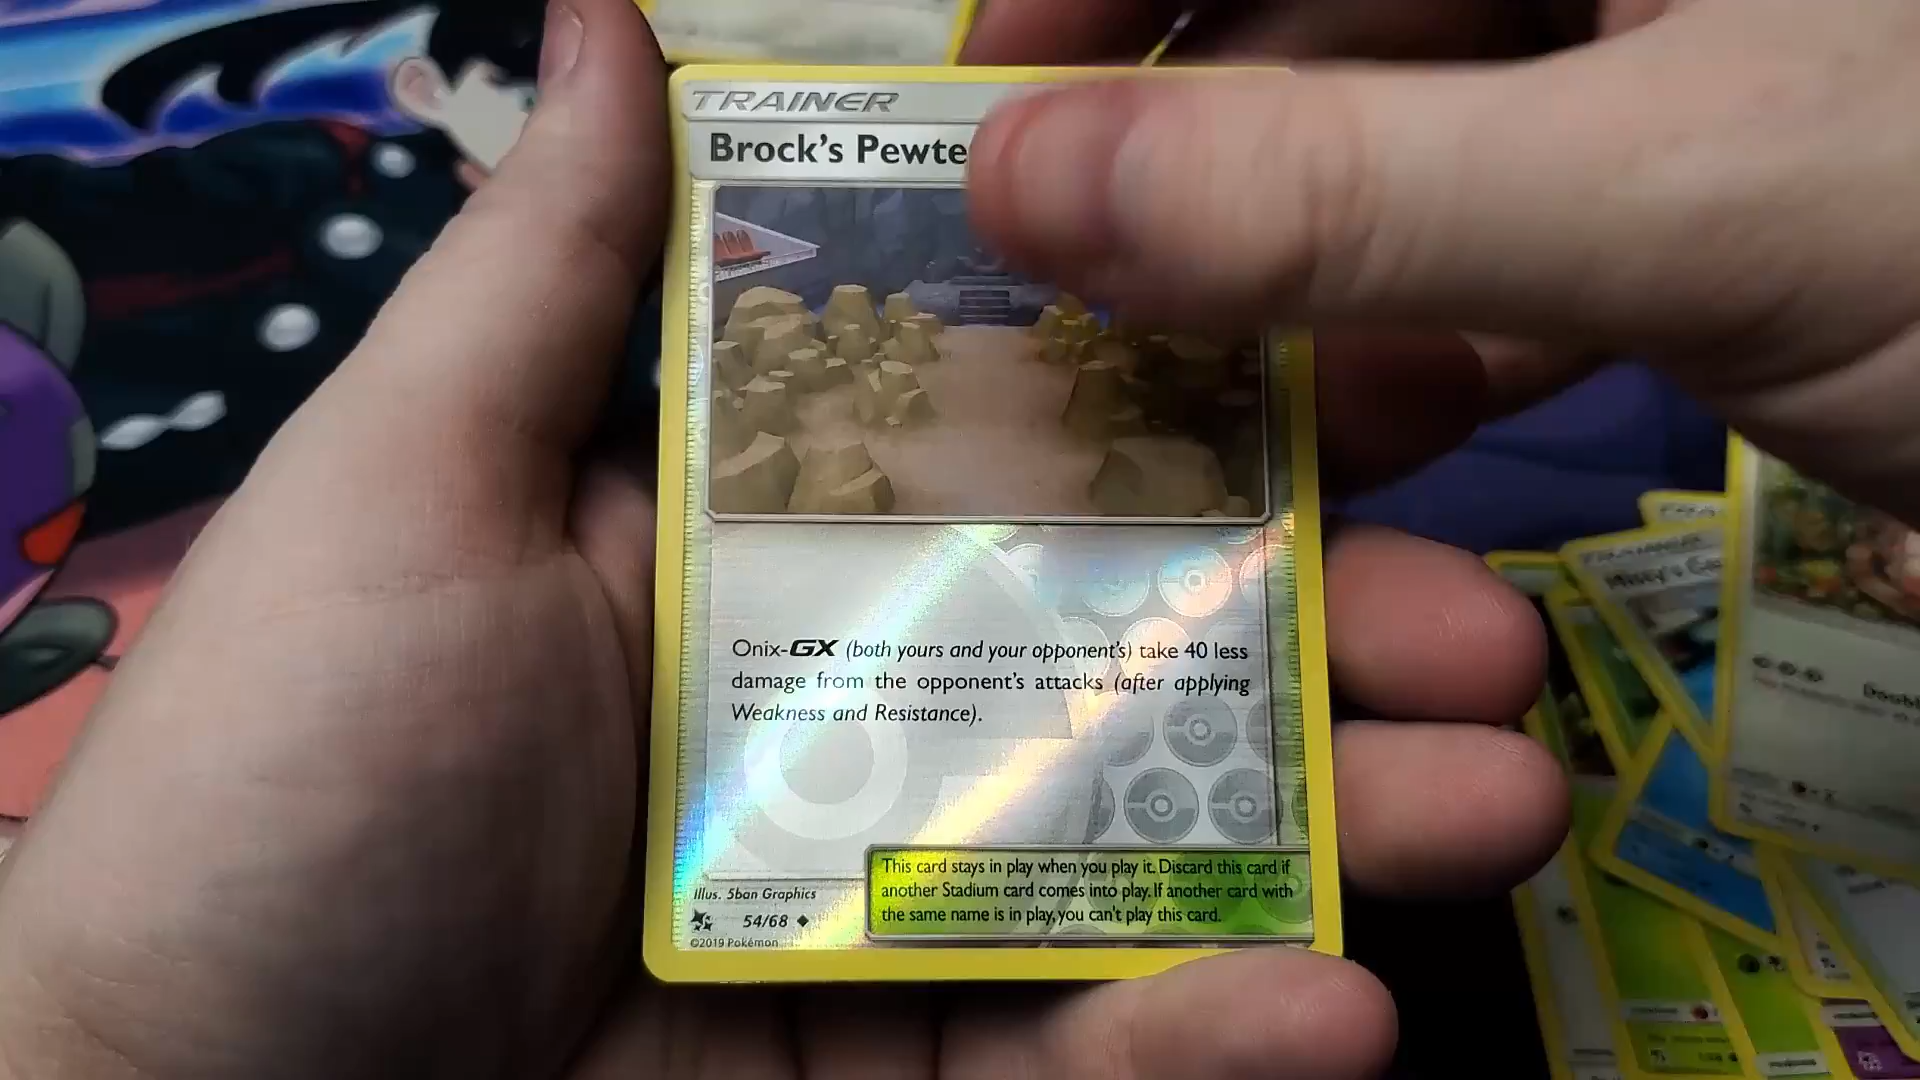 TRAINER
Brock's Pewte
Onix-GX (both yours and your opponent's) take 40 less
damage from the opponent's attacks (after applying
Weakness and Resistance).
This card stays in play when you play it. Discard this card if
another Stadium card comes into play. If another card with
the same name is in play, you can't play this card.
Illus. 5ban Graphics
54/68
©2019 Pokémon
Misty's
Doubl